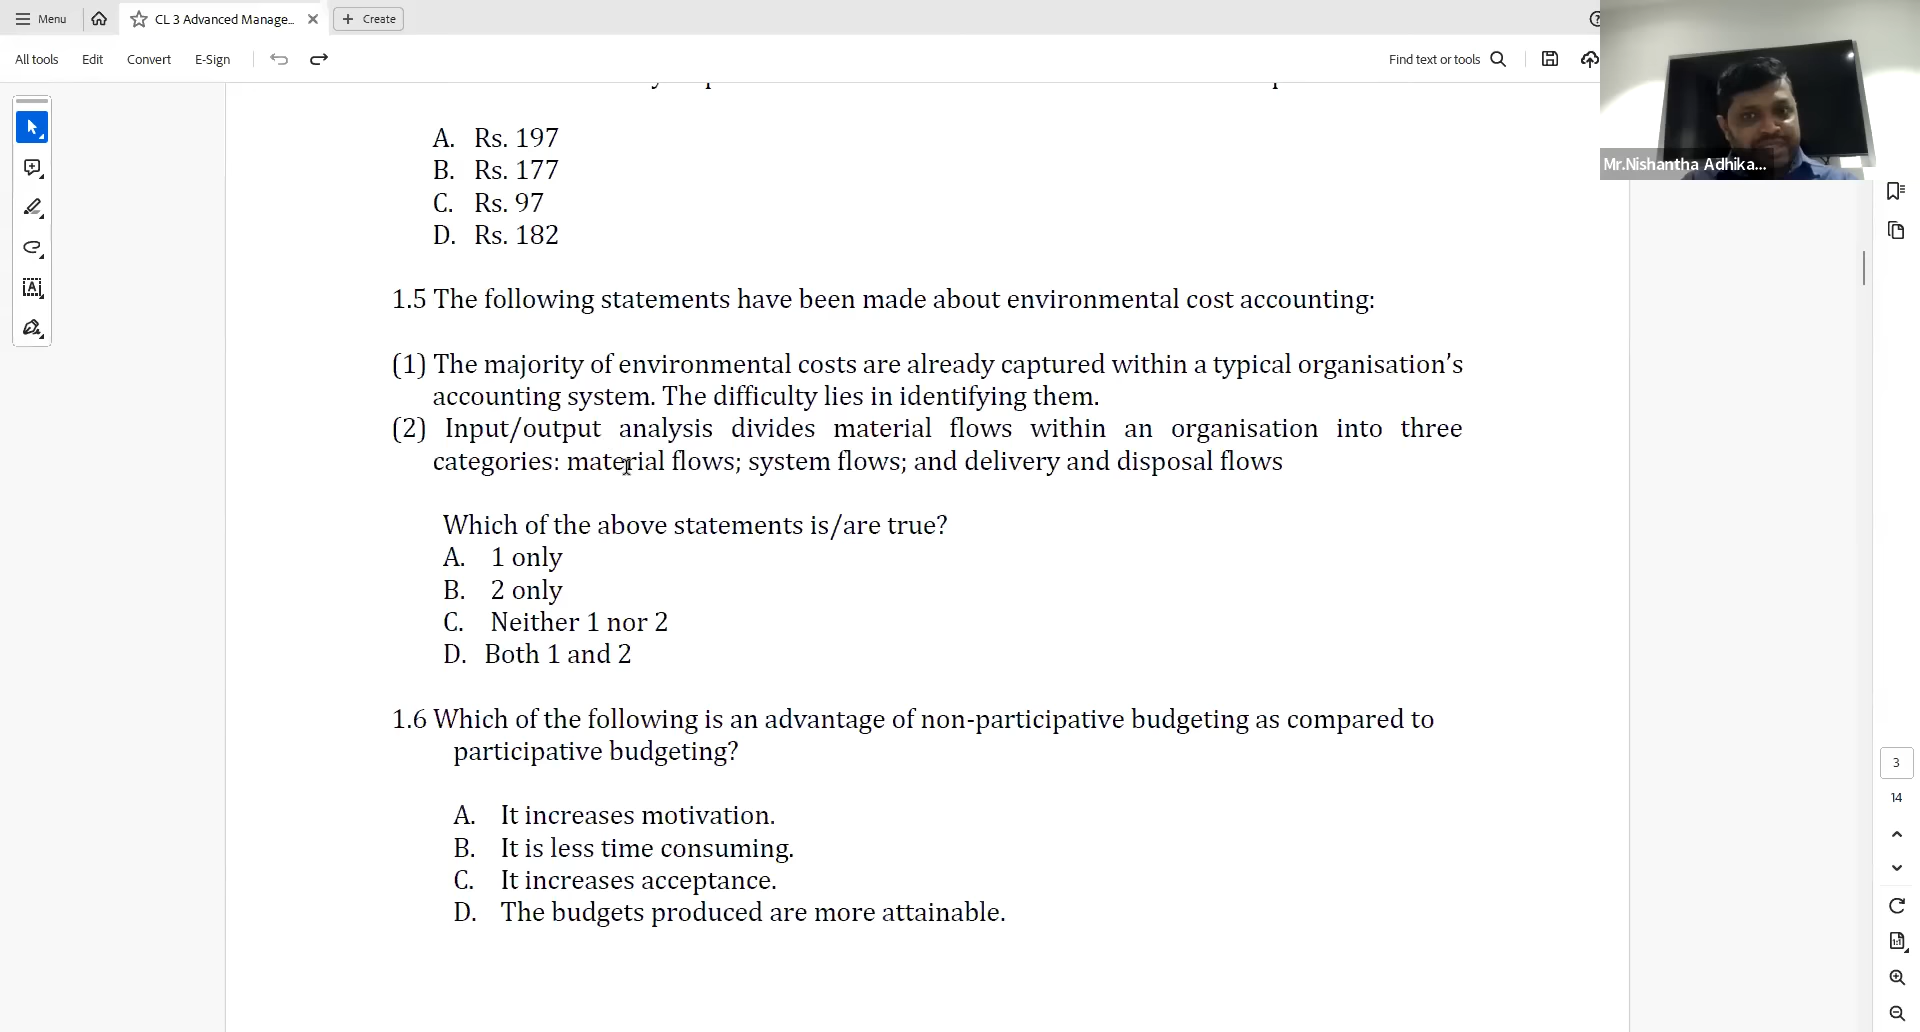 Menu
CL 3 Advanced Manage...
Create
All tools
Edit
Convert
E-Sign
Find text or tools
Mr.Nishantha Adhika...
A. Rs. 197
B. Rs. 177
C. Rs. 97
D. Rs. 182
1.5 The following statements have been made about environmental cost accounting:
(1) The majority of environmental costs are already captured within a typical organisation’s
accounting system. The difficulty lies in identifying them.
(2) Input/output analysis divides material flows within an organisation into three
categories: material flows; system flows; and delivery and disposal flows
Which of the above statements is/are true?
A. 1 only
B. 2 only
C. Neither 1 nor 2
D. Both 1 and 2
1.6 Which of the following is an advantage of non-participative budgeting as compared to
participative budgeting?
A. It increases motivation.
B. It is less time consuming.
C. It increases acceptance.
D. The budgets produced are more attainable.
3
14